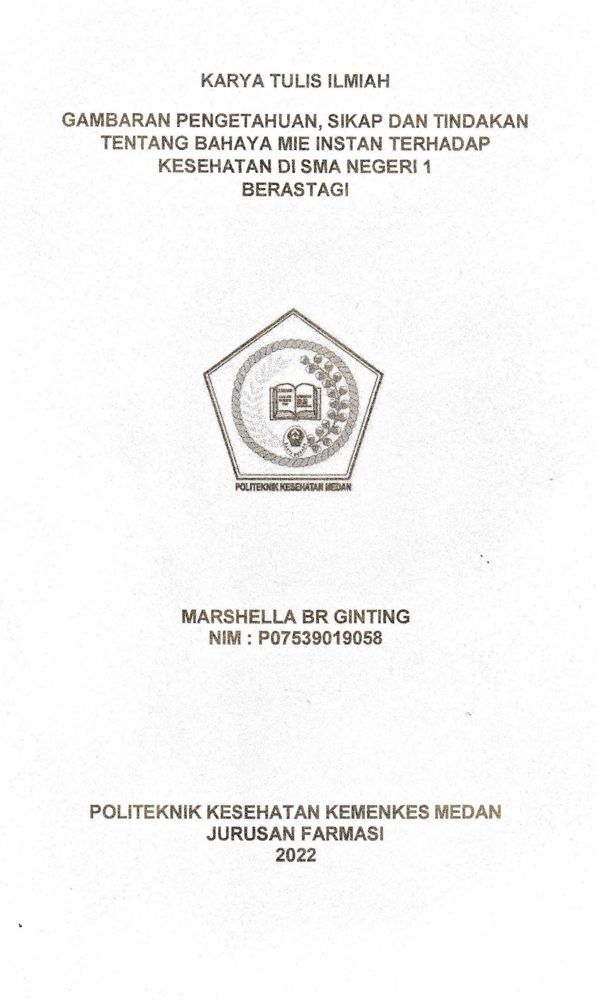 KARYA TULIS ILMIAH
GAMBARAN PENGETAHUAN, SIKAP DAN TINDAKAN
TENTANG BAHAYA MIE INSTAN TERHADAP
KESEHATAN DI SMA NEGERI 1
BERASTAGI
POLITEKNIK KESEHATAN MEDAN
MARSHELLA BR GINTING
NIM : P07539019058
POLITEKNIK KESEHATAN KEMENKES MEDAN
JURUSAN FARMASI
2022